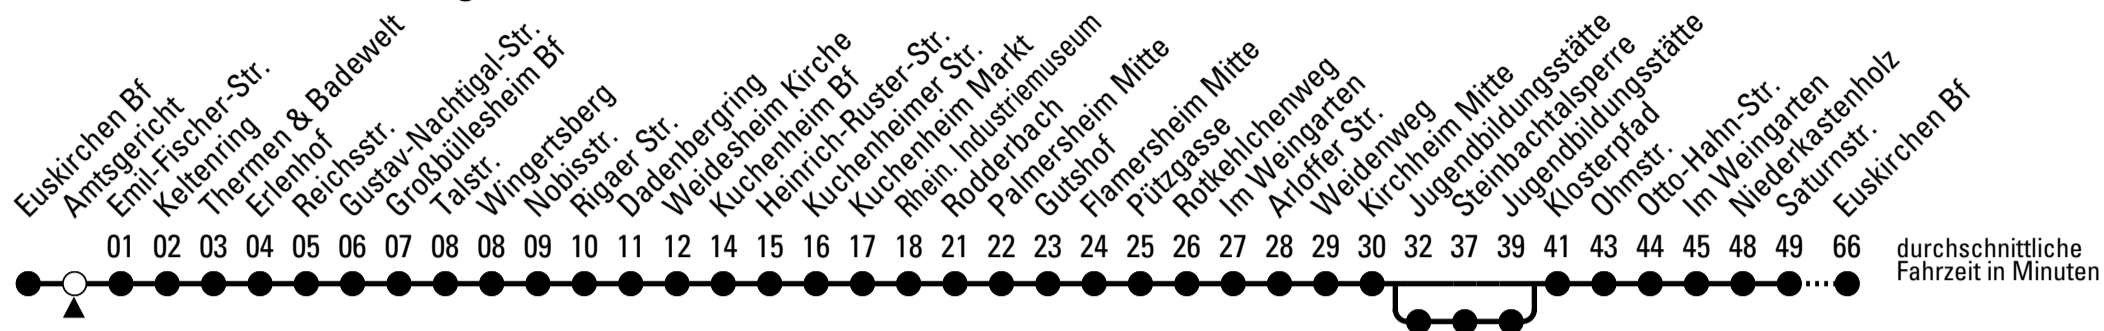 Euskirchen Bf
Amtsgericht
Emil-Fischer-Str.
Keltenring
Thermen & Badewelt
Erlenhof
Reichsstr.
Gustav-Nachtigal-Str.
Großbüllesheim Bf
Talstr.
Wingertsberg
Nobisstr.
Rigaer Str.
Dadenbergring
Weidesheim Kirche
Kuchenheim Bf
Heinrich-Ruster-Str.
Kuchenheimer Str.
Kuchenheim Markt
Rhein. Industriemuseum
Rodderbach
Palmersheim Mitte
Gutshof
Flamersheim Mitte
Pützgasse
Rotkehlchenweg
Im Weingarten
Arloffer Str.
Weidenweg
Kirchheim Mitte
Jugendbildungsstätte
Steinbachtalsperre
Jugendbildungsstätte
Klosterpfad
Ohmstr.
Otto-Hahn-Str.
Im Weingarten
Niederkastenholz
Saturnstr.
Euskirchen Bf
01 02 03 04 05 06 07 08 08 09 10 11 12 14 15 16 17 18 21 22 23 24 25 26 27 28 29 30 32 37 39 41 43 44 45 48 49 66
durchschnittliche
Fahrzeit in Minuten